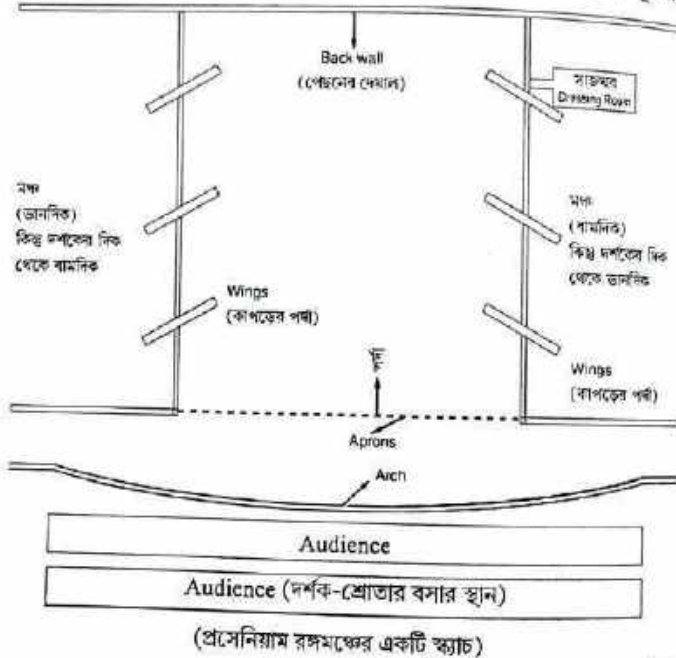 Back wall
(পেছনের দেয়াল)
সাজঘর
Dressing Room
মঞ্চ
(ডানদিক)
কিন্তু দর্শকের দিক
থেকে বামদিক
মঞ্চ
(বামদিক)
কিন্তু দর্শকের দিক
থেকে ডানদিক
Wings
(কাপড়ের পর্দা)
Wings
(কাপড়ের পর্দা)
পর্দা
Aprons
Arch
Audience
Audience (দর্শক-শ্রোতার বসার স্থান)
(প্রসেনিয়াম রঙ্গমঞ্চের একটি স্ক্যাচ)